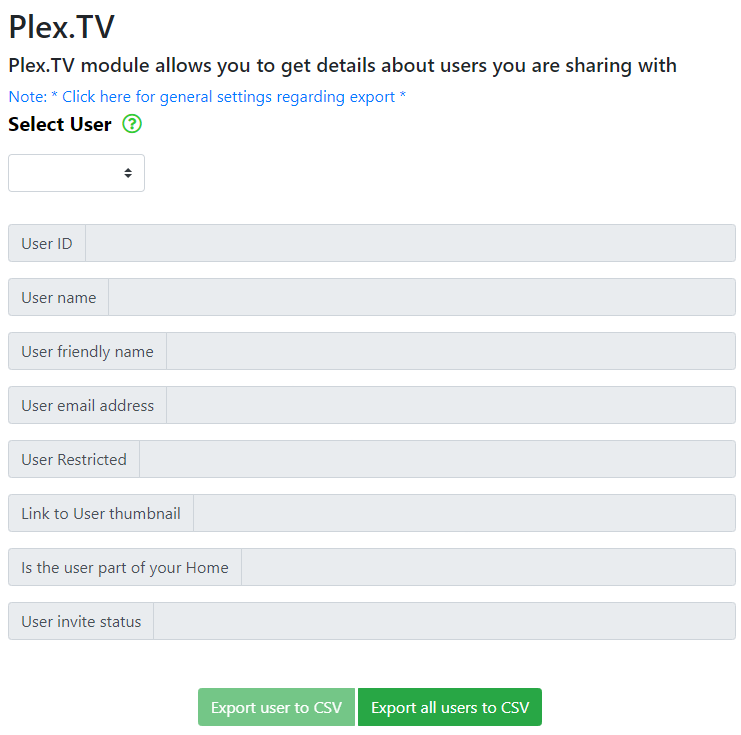 Plex.TV
Plex.TV module allows you to get details about users you are sharing with
Note: * Click here for general settings regarding export *
Select User ?
User ID
User name
User friendly name
User email address
User Restricted
Link to User thumbnail
Is the user part of your Home
User invite status
Export user to CSV Export all users to CSV